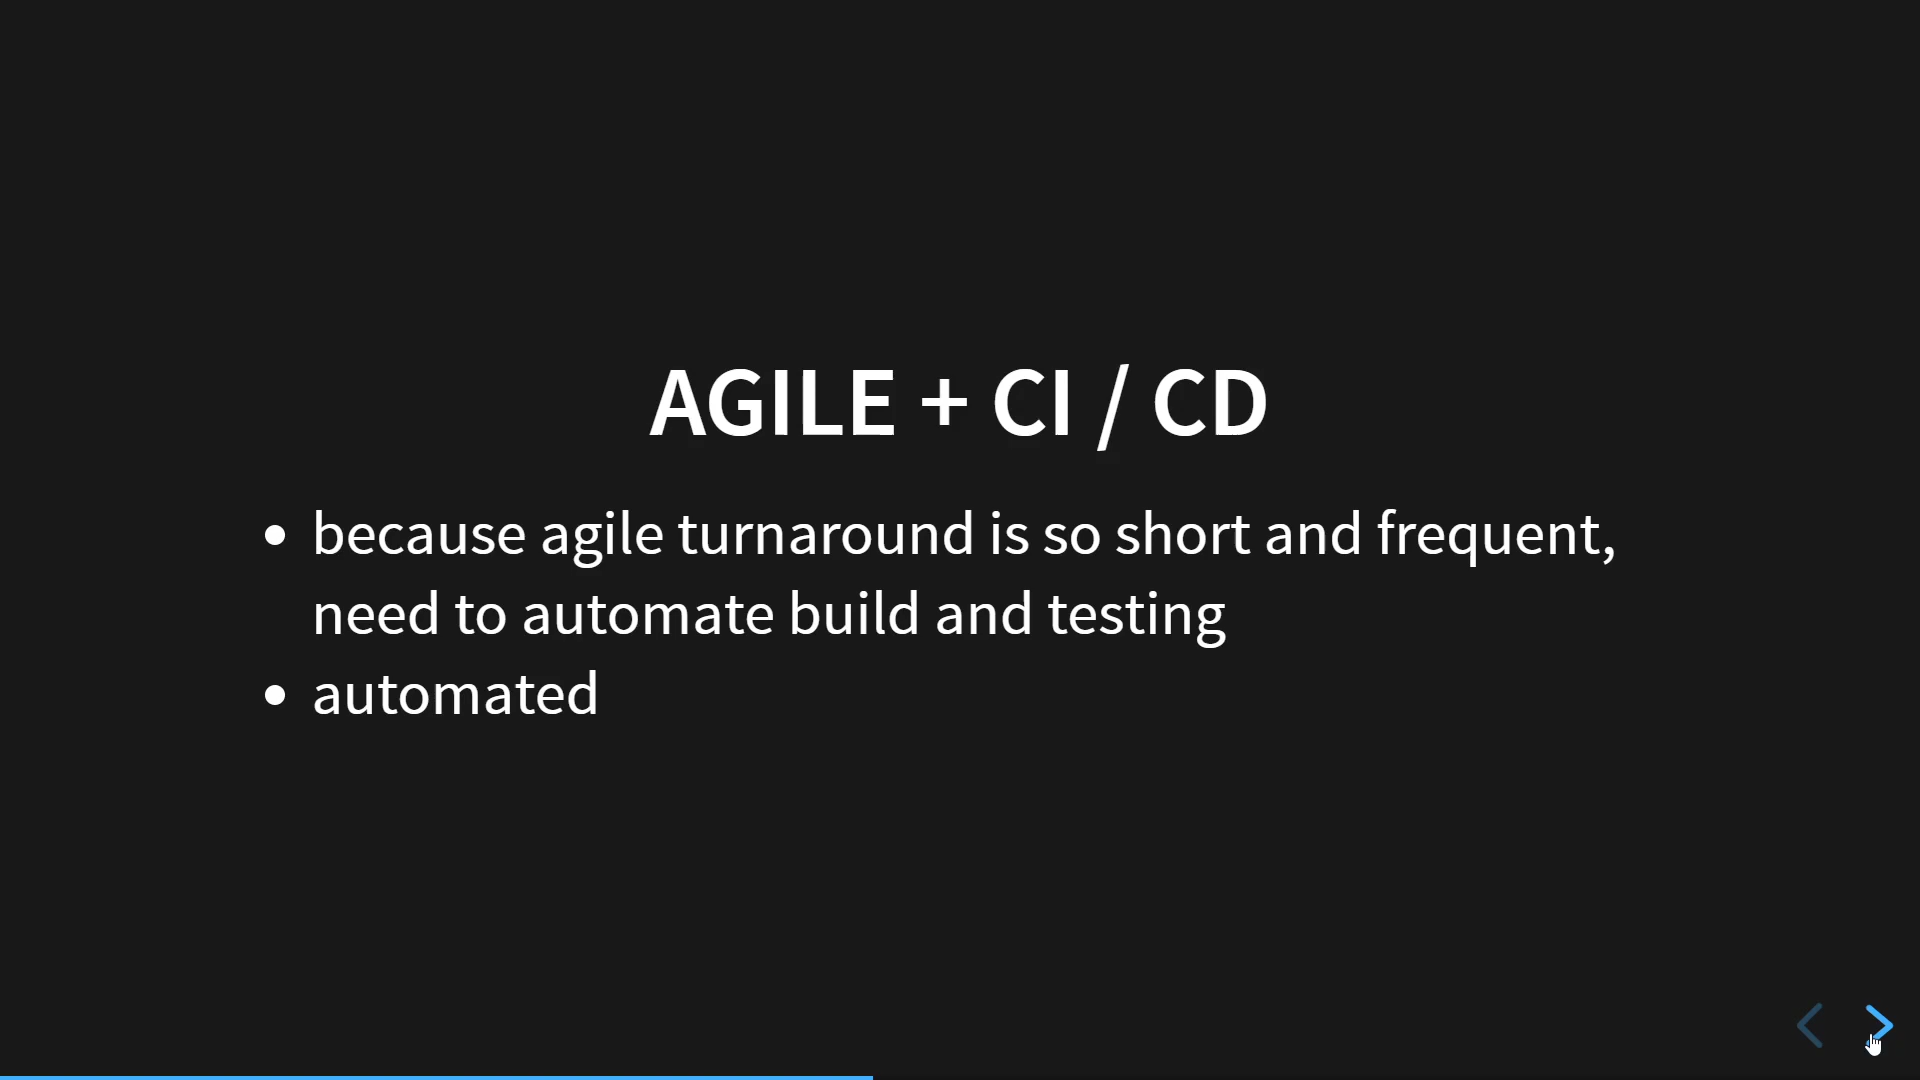 AGILE + CI / CD
• because agile turnaround is so short and frequent,
need to automate build and testing
• automated